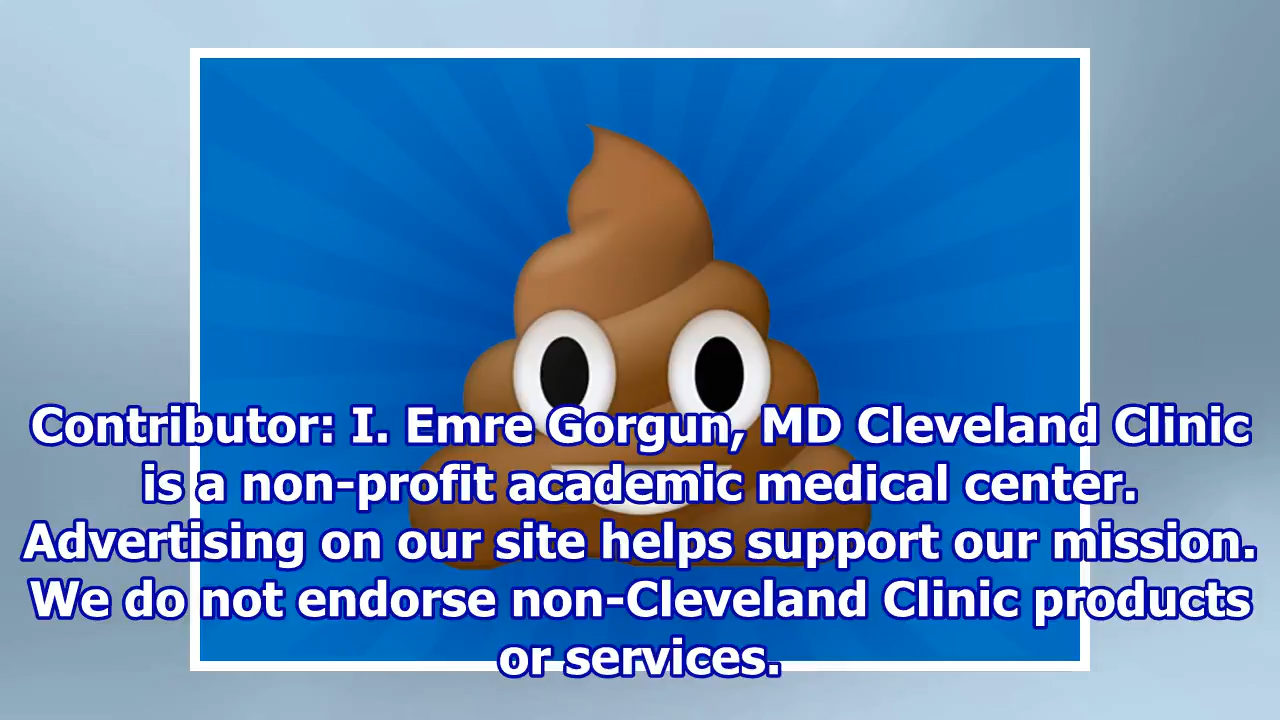 Contributor: I. Emre Gorgun, MD Cleveland Clinic
is a non-profit academic medical center.
Advertising on our site helps support our mission.
We do not endorse non-Cleveland Clinic products
or services.